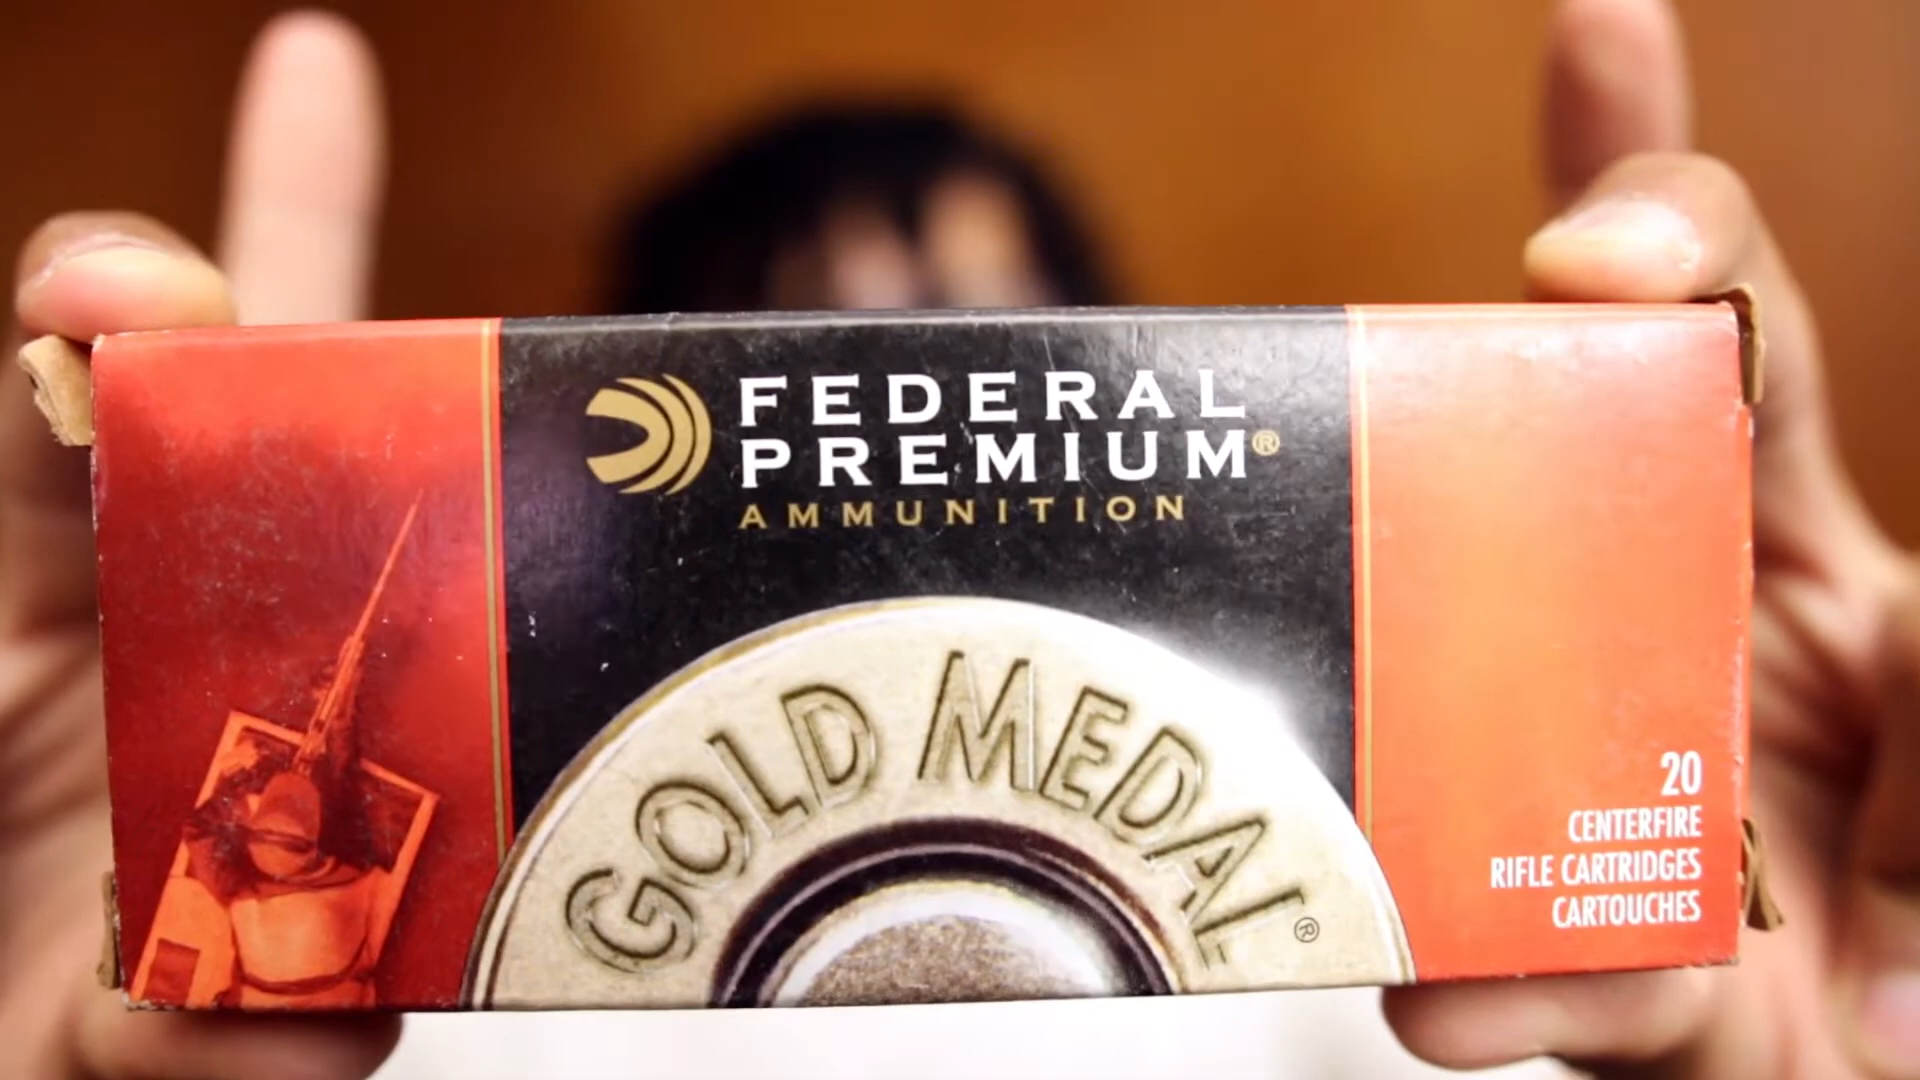 FEDERAL
PREMIUM®
AMMUNITION
GOLD MEDAL®
20
CENTERFIRE
RIFLE CARTRIDGES
CARTOUCHES